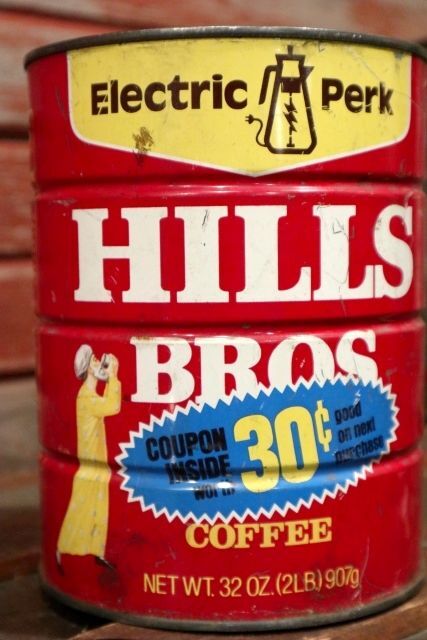 Electric Perk
HILLS
BROS
COUPON
INSIDE
worth
30¢
good
on next
purchase
COFFEE
NET WT. 32 OZ. (2LB) 907g